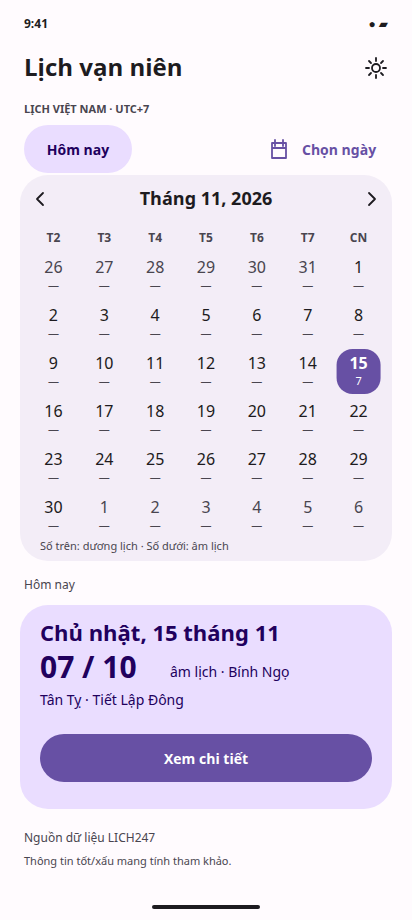 9:41
Lịch vạn niên
LỊCH VIỆT NAM · UTC+7
Hôm nay
Chọn ngày
Tháng 11, 2026
T2 T3 T4 T5 T6 T7 CN
26 27 28 29 30 31 1
— — — — — — —
2 3 4 5 6 7 8
— — — — — — —
9 10 11 12 13 14 15
— — — — — — 7
16 17 18 19 20 21 22
— — — — — — —
23 24 25 26 27 28 29
— — — — — — —
30 1 2 3 4 5 6
— — — — — — —
Số trên: dương lịch · Số dưới: âm lịch
Hôm nay
Chủ nhật, 15 tháng 11
07 / 10 âm lịch · Bính Ngọ
Tân Tỵ · Tiết Lập Đông
Xem chi tiết
Nguồn dữ liệu LICH247
Thông tin tốt/xấu mang tính tham khảo.